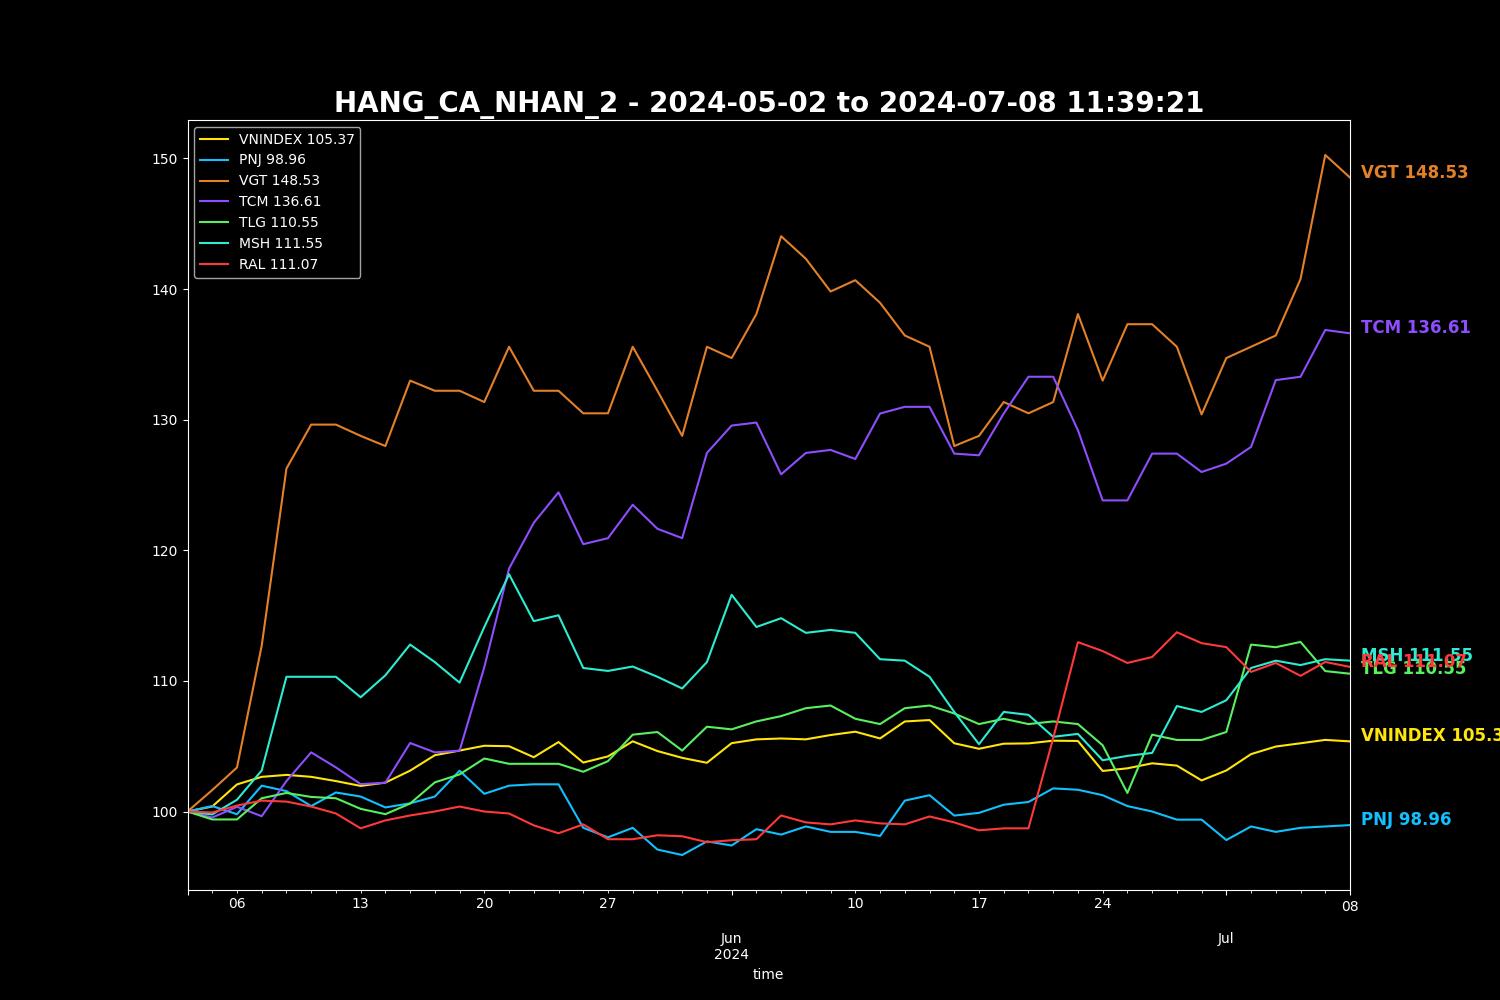 HANG_CA_NHAN_2 - 2024-05-02 to 2024-07-08 11:39:21
VNINDEX 105.37
PNJ 98.96
VGT 148.53
TCM 136.61
TLG 110.55
MSH 111.55
RAL 111.07
150
140
130
120
110
100
VGT 148.53
TCM 136.61
MSH 111.55
RAL 111.07
TLG 110.55
VNINDEX 105.3
PNJ 98.96
06 13 20 27 10 17 24 08
Jun Jul
2024
time